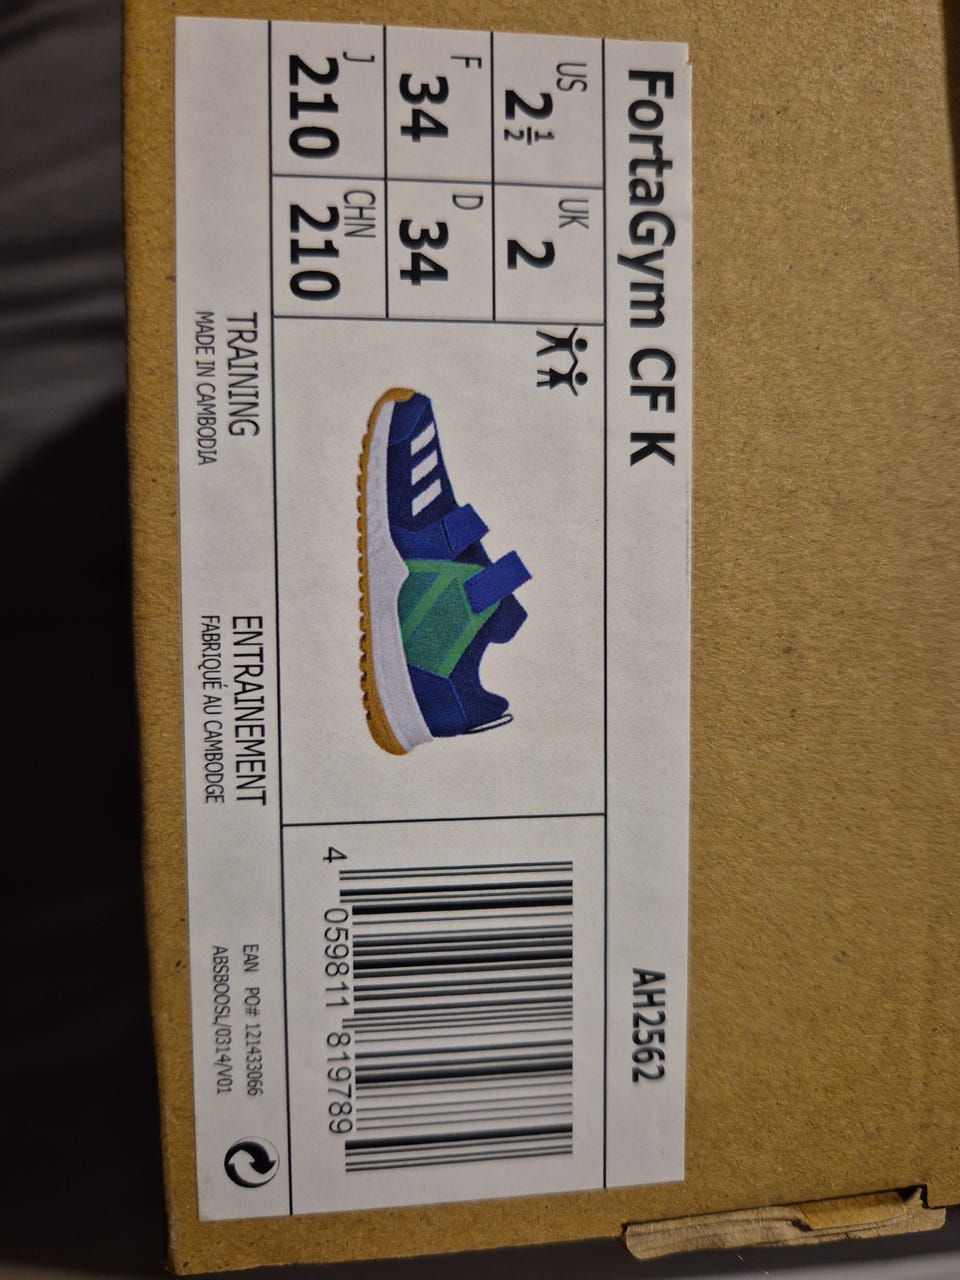 FortaGym CF K AH2562
US UK
2½ 2
F D
34 34
J CHN
210 210
4 059811 819789
TRAINING ENTRAINEMENT EAN PO# 121433066
MADE IN CAMBODIA FABRIQUÉ AU CAMBODGE ABSBOOSL/0314/V01